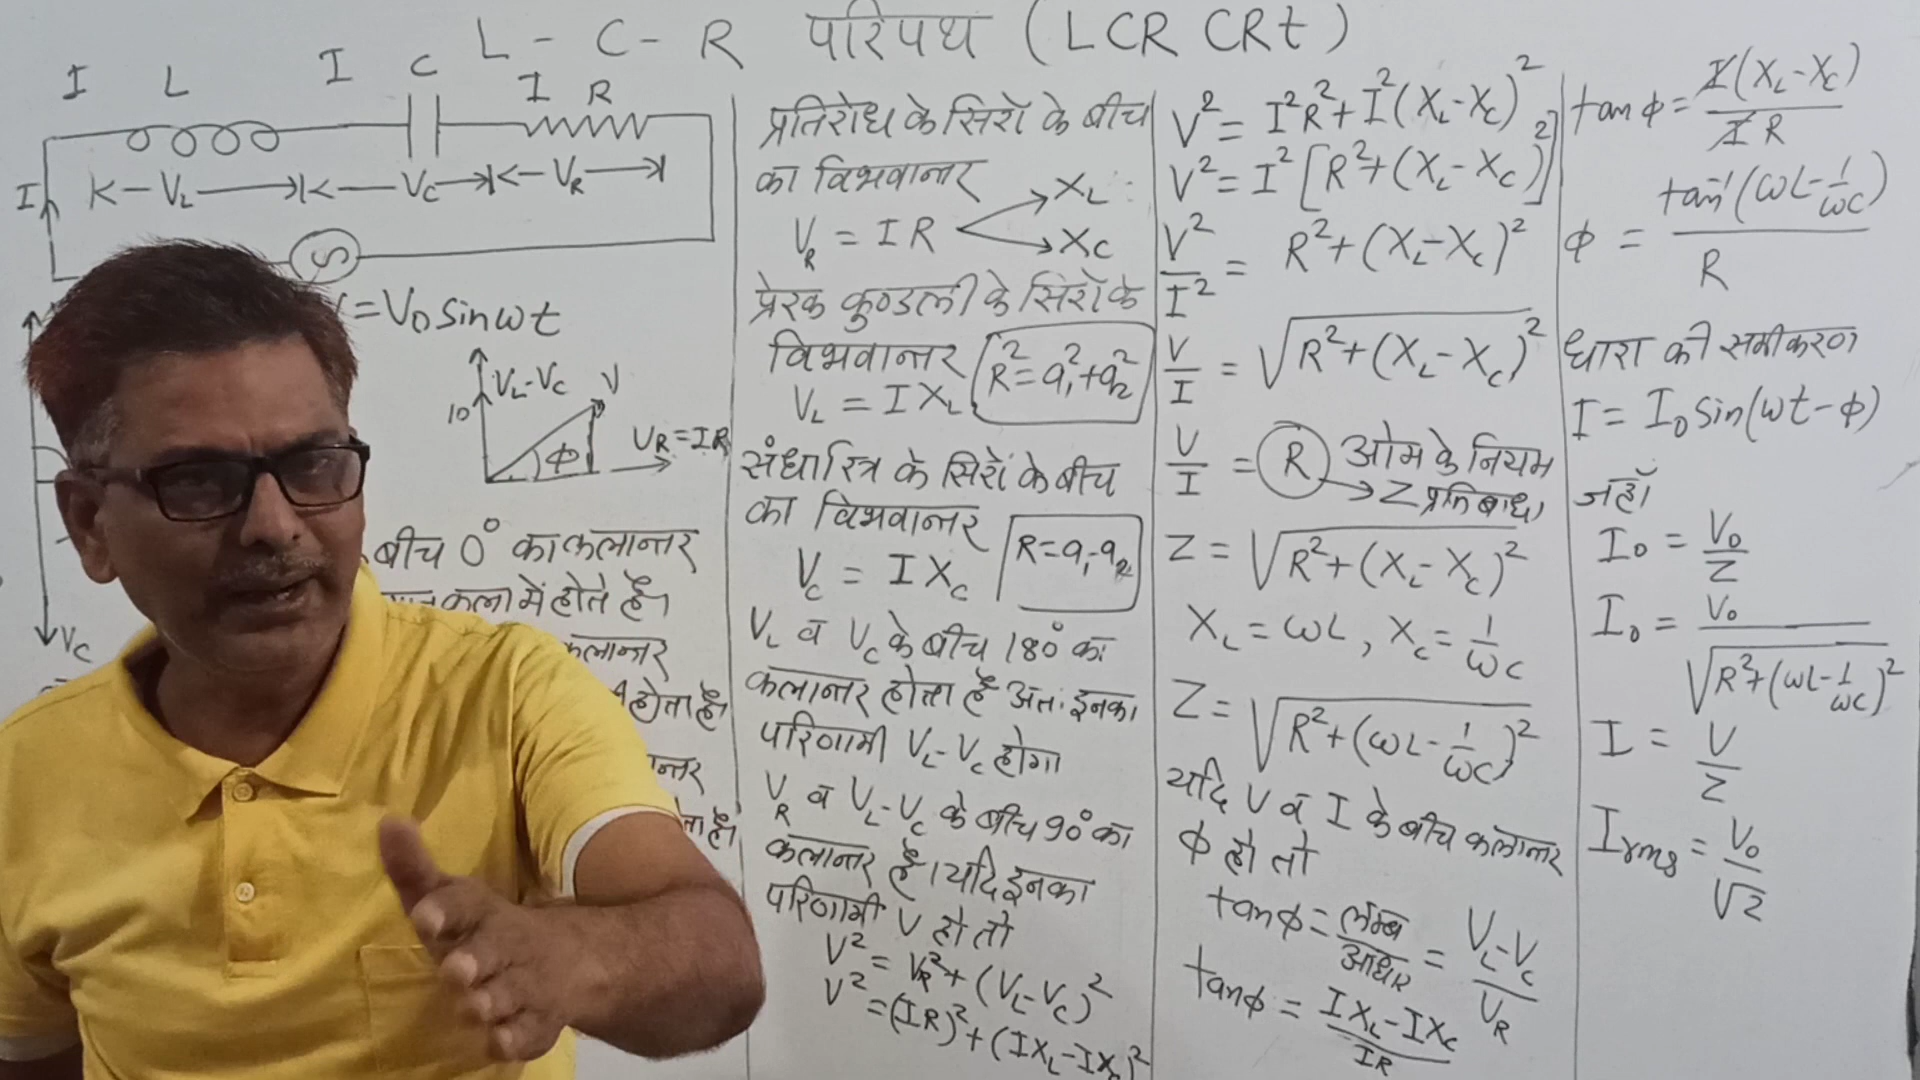 L - C - R परिपथ (LCR CRt)
I L I C I R
I
K- V_L →|←— V_C →|←- V_R →|
=V₀ sinωt
V_L-V_C V
10
ϕ
V_R=IR
V_C
बीच 0° का कलान्तर
कला में होते है।
कलान्तर
होता है।
न्तर
ता है।
प्रतिरोध के सिरों के बीच
का विभवान्तर
V_R = IR
X_L
X_C
प्रेरक कुण्डली के सिरों के
विभवान्तर
V_L = IX_L
R²=a₁²+a₂²
संधारित्र के सिरों के बीच
का विभवान्तर
V_C = IX_C
R=a₁-a₂
V_L व V_C के बीच 180° का
कलान्तर होता है अतः इनका
परिणामी V_L-V_C होगा
V_R व V_L-V_C के बीच 90° का
कलान्तर है। यदि इनका
परिणामी V हो तो
V² = V_R²+(V_L-V_C)²
V² =(IR)²+(IX_L-IX_C)²
V² = I²R²+I²(X_L-X_C)²
V² = I²[R²+(X_L-X_C)²]
V²/I² = R²+(X_L-X_C)²
V/I = √R²+(X_L-X_C)²
V/I = R ओम के नियम
→Z प्रतिबाधा
Z = √R²+(X_L-X_C)²
X_L = ωL, X_C = 1/ωC
Z = √R²+(ωL-1/ωC)²
यदि V व I के बीच कलान्तर
ϕ हो तो
tanϕ = लम्ब/आधार = V_L-V_C/V_R
tanϕ = IX_L-IX_C/IR
tanϕ = I(X_L-X_C)/IR
ϕ = tan⁻¹(ωL-1/ωC)/R
धारा की समीकरण
I = I₀ sin(ωt-ϕ)
जहाँ
I₀ = V₀/Z
I₀ = V₀/√R²+(ωL-1/ωC)²
I = V/Z
Irms = V₀/√2